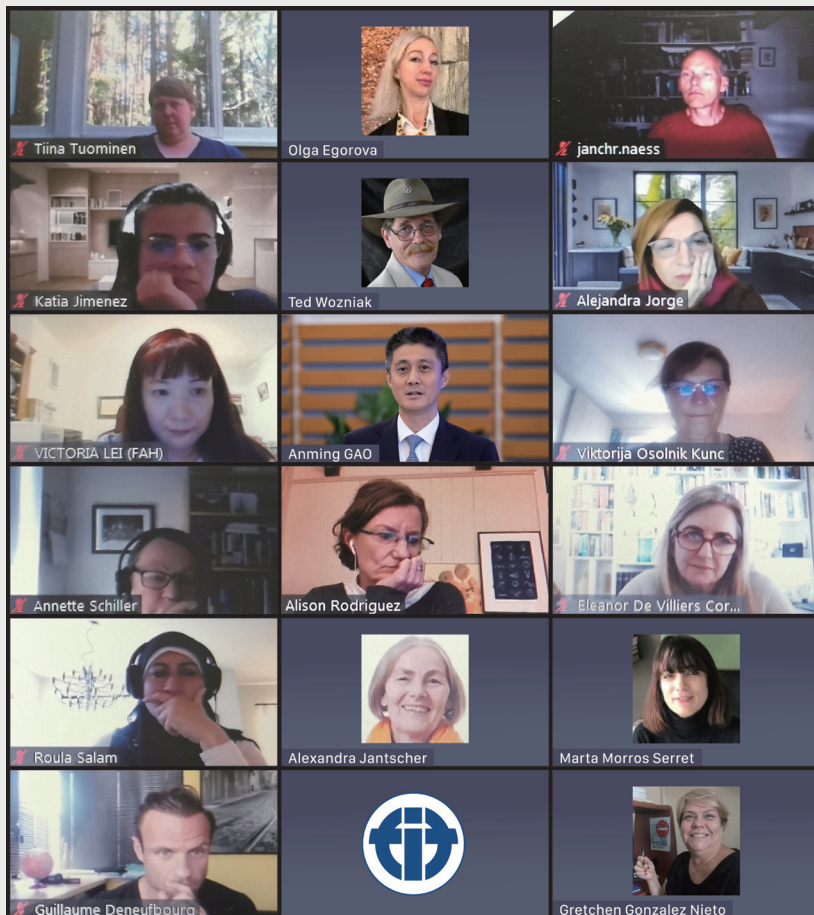 Tiina Tuominen
Olga Egorova
janchr.naess
Katia Jimenez
Ted Wozniak
Alejandra Jorge
VICTORIA LEI (FAH)
Anming GAO
Viktorija Osolnik Kunc
Annette Schiller
Alison Rodriguez
Eleanor De Villiers Cor...
Roula Salam
Alexandra Jantscher
Marta Morros Serret
Guillaume Deneufbourg
Gretchen Gonzalez Nieto